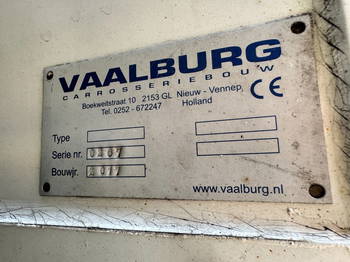 VAALBURG
CARROSSERIEBOUW
Boekweitstraat 10 2153 GL Nieuw - Vennep,
Tel. 0252 - 672247 Holland
CE
Type
Serie nr.
Bouwjr.
www.vaalburg.nl